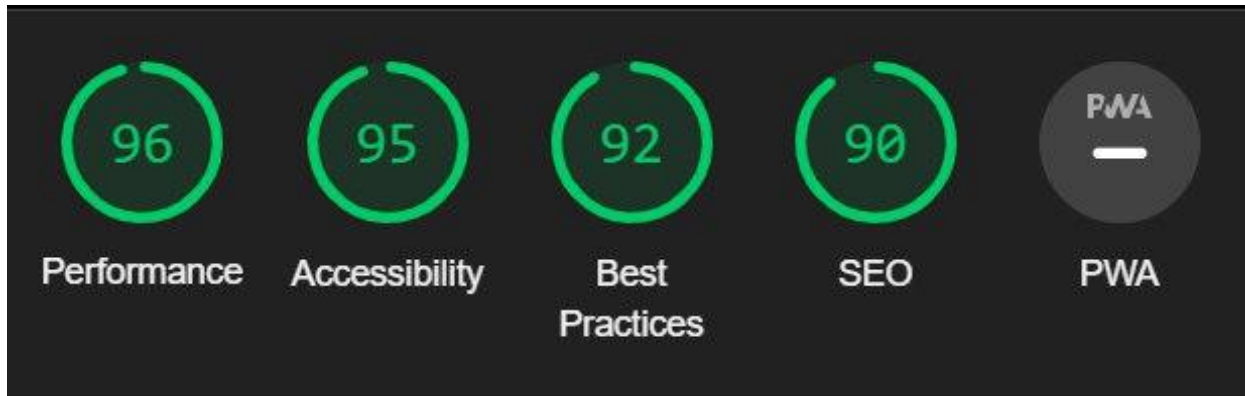 96
95
92
90
PWA
Performance
Accessibility
Best
Practices
SEO
PWA